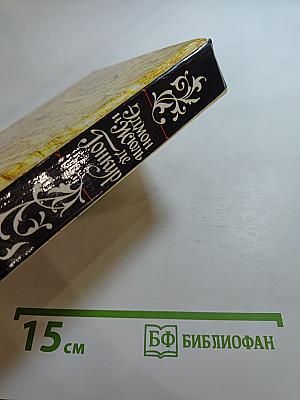 Эдмон
и Жюль
де
Гонкур
15 см
БФ БИБЛИОФАН